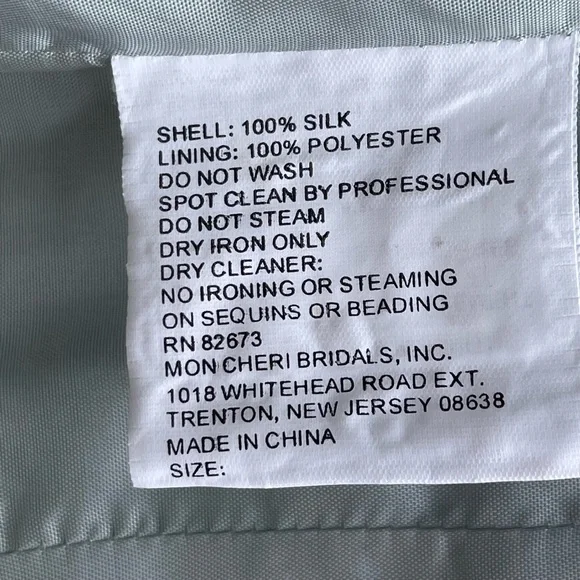 SHELL: 100% SILK
LINING: 100% POLYESTER
DO NOT WASH
SPOT CLEAN BY PROFESSIONAL
DO NOT STEAM
DRY IRON ONLY
DRY CLEANER:
NO IRONING OR STEAMING
ON SEQUINS OR BEADING
RN 82673
MON CHERI BRIDALS, INC.
1018 WHITEHEAD ROAD EXT.
TRENTON, NEW JERSEY 08638
MADE IN CHINA
SIZE: